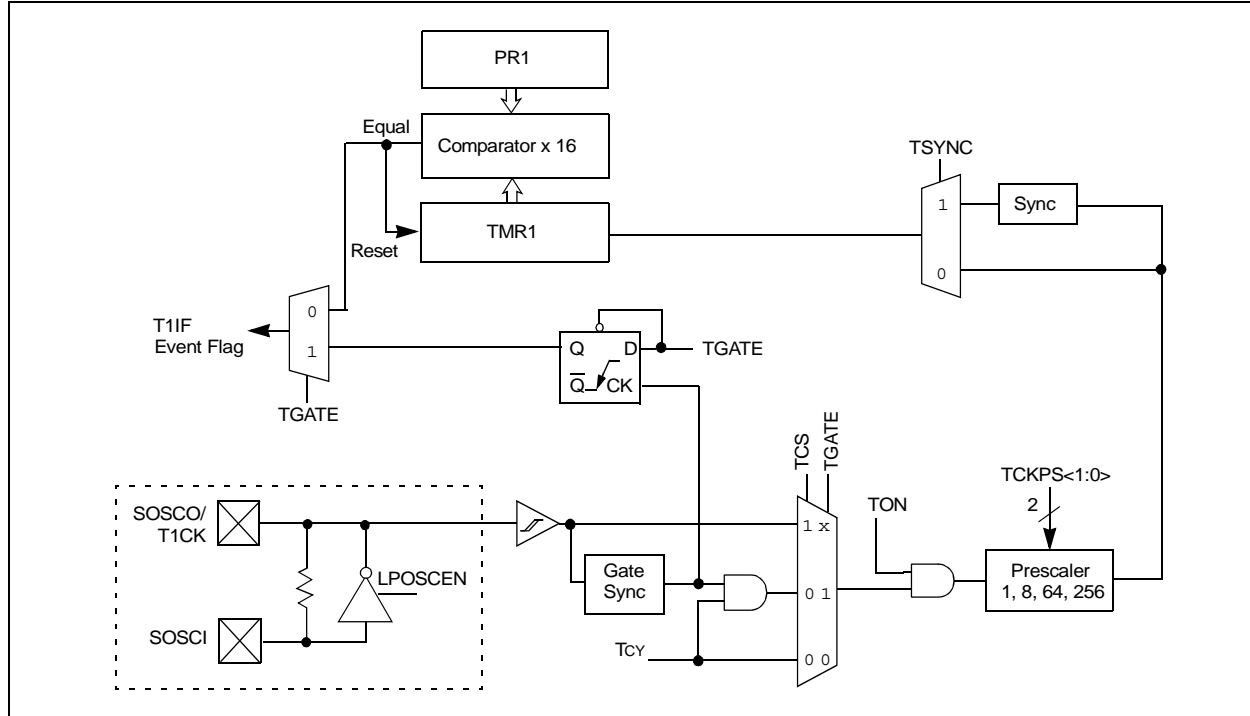 PR1
Equal
Comparator x 16
TSYNC
1
Sync
TMR1
Reset
0
0
T1IF
Event Flag
1
Q
D
TGATE
Q̅
CK
TGATE
TCS
TGATE
TCKPS<1:0>
2
SOSCO/
T1CK
TON
1 x
LPOSCEN
Gate
Sync
Prescaler
1, 8, 64, 256
0 1
SOSCI
TCY
0 0